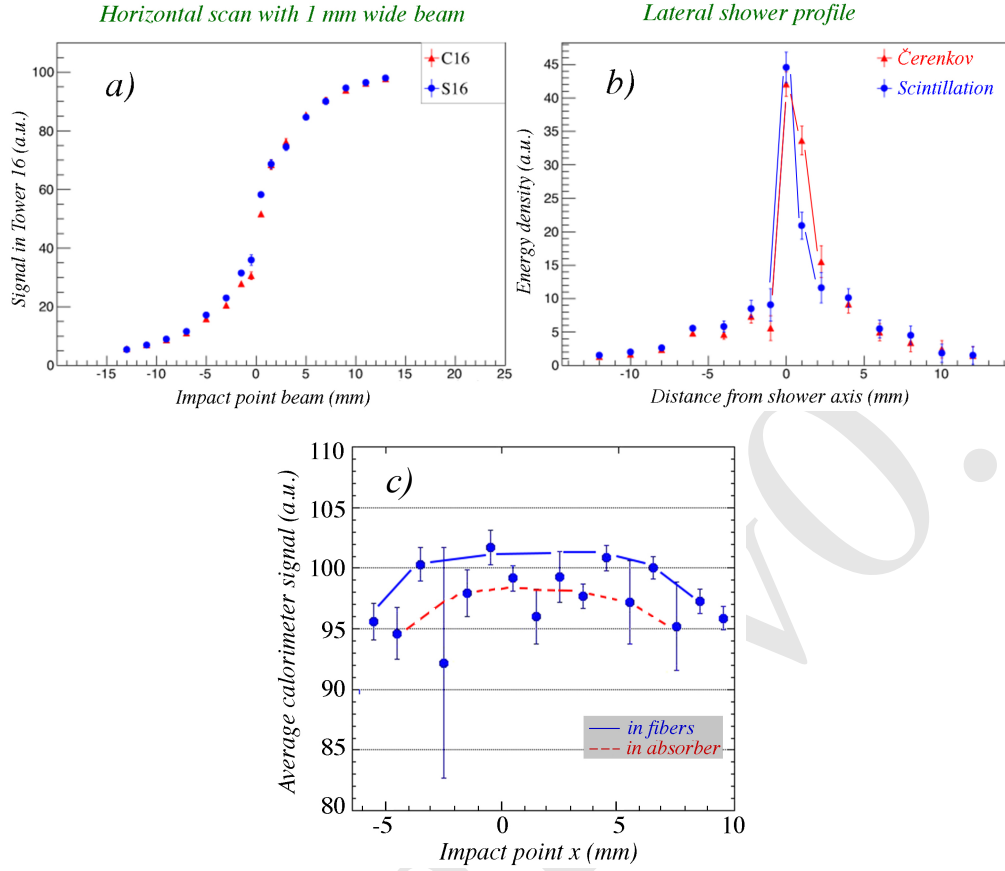 Horizontal scan with 1 mm wide beam
Lateral shower profile
a)
C16
S16
100
80
60
40
20
0
-15
-10
-5
0
5
10
15
20
25
Signal in Tower 16 (a.u.)
Impact point beam (mm)
b)
Čerenkov
Scintillation
45
40
35
30
25
20
15
10
5
0
-10
-5
0
5
10
Energy density (a.u.)
Distance from shower axis (mm)
c)
110
105
100
95
90
85
80
-5
0
5
10
in fibers
in absorber
Average calorimeter signal (a.u.)
Impact point x (mm)